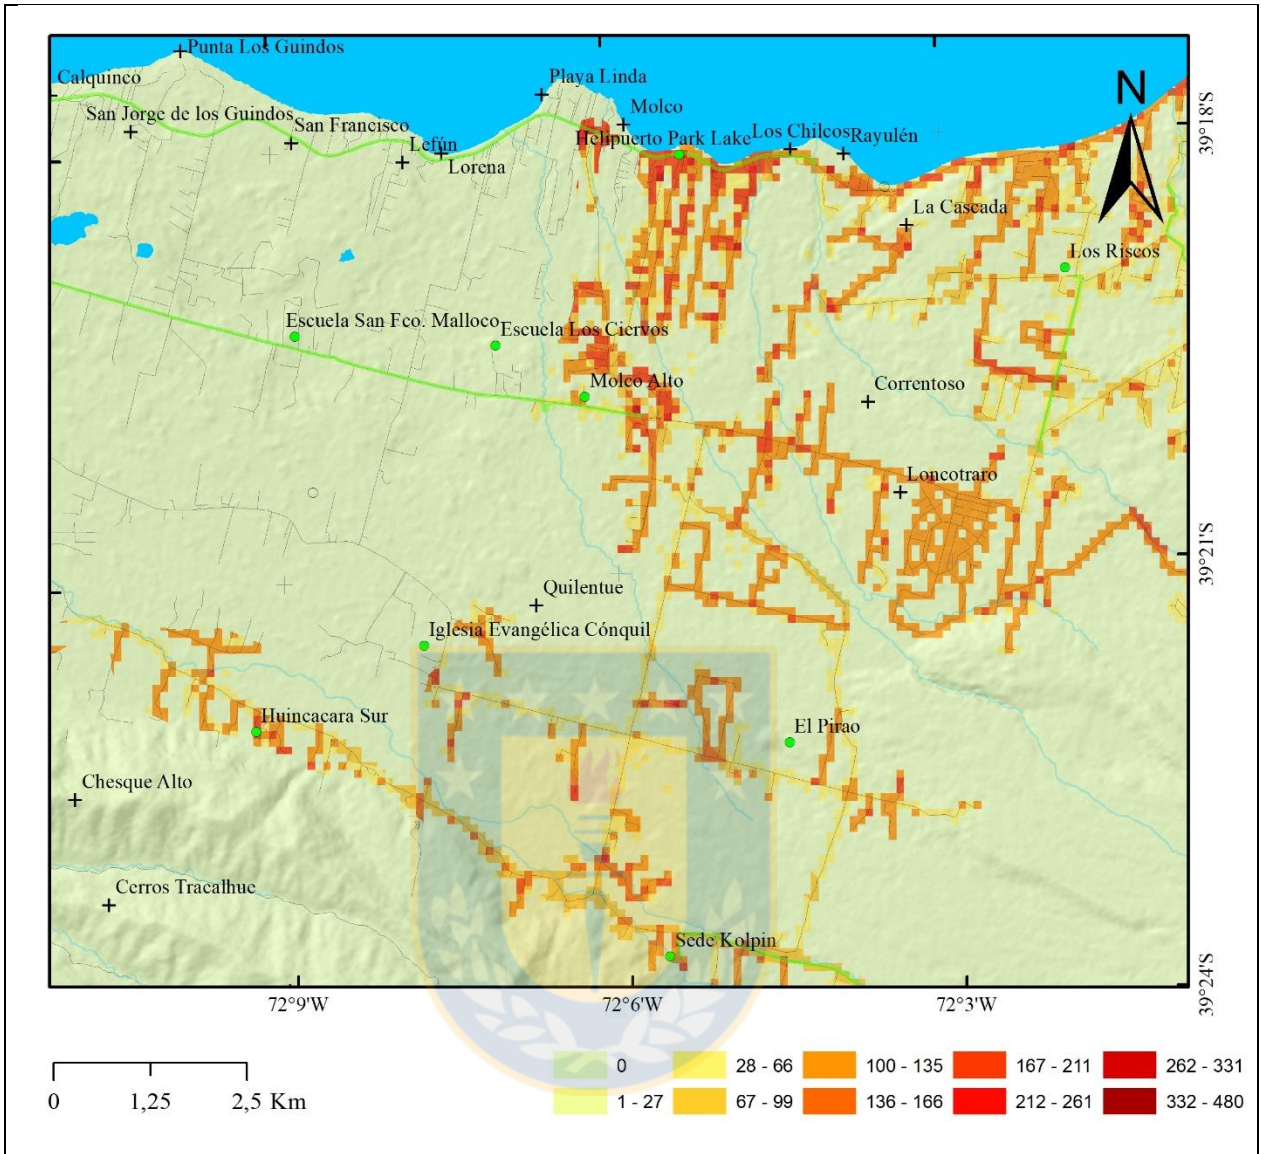 Punta Los Guindos
Calquinco
Playa Linda
N
Molco
San Jorge de los Guindos
San Francisco
Helipuerto Park Lake
Los Chilcos
Rayulén
39°18'S
Lefún
Lorena
La Cascada
Los Riscos
Escuela San Fco. Malloco
Escuela Los Ciervos
Molco Alto
Correntoso
Loncotraro
39°21'S
Quilentue
Iglesia Evangélica Cónquil
Huincacara Sur
El Pirao
Chesque Alto
Cerros Tracalhue
Sede Kolpin
39°24'S
72°9'W
72°6'W
72°3'W
0
28 - 66
100 - 135
167 - 211
262 - 331
0
1,25
2,5 Km
1 - 27
67 - 99
136 - 166
212 - 261
332 - 480